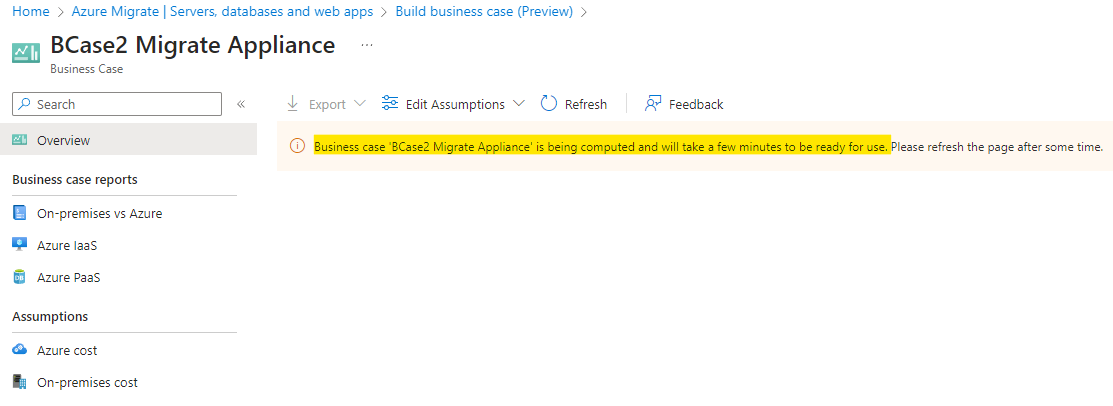 Home > Azure Migrate | Servers, databases and web apps > Build business case (Preview) >
BCase2 Migrate Appliance ...
Business Case
Search «
Export Edit Assumptions Refresh Feedback
Overview
Business case 'BCase2 Migrate Appliance' is being computed and will take a few minutes to be ready for use. Please refresh the page after some time.
Business case reports
On-premises vs Azure
Azure IaaS
DB Azure PaaS
Assumptions
Azure cost
On-premises cost